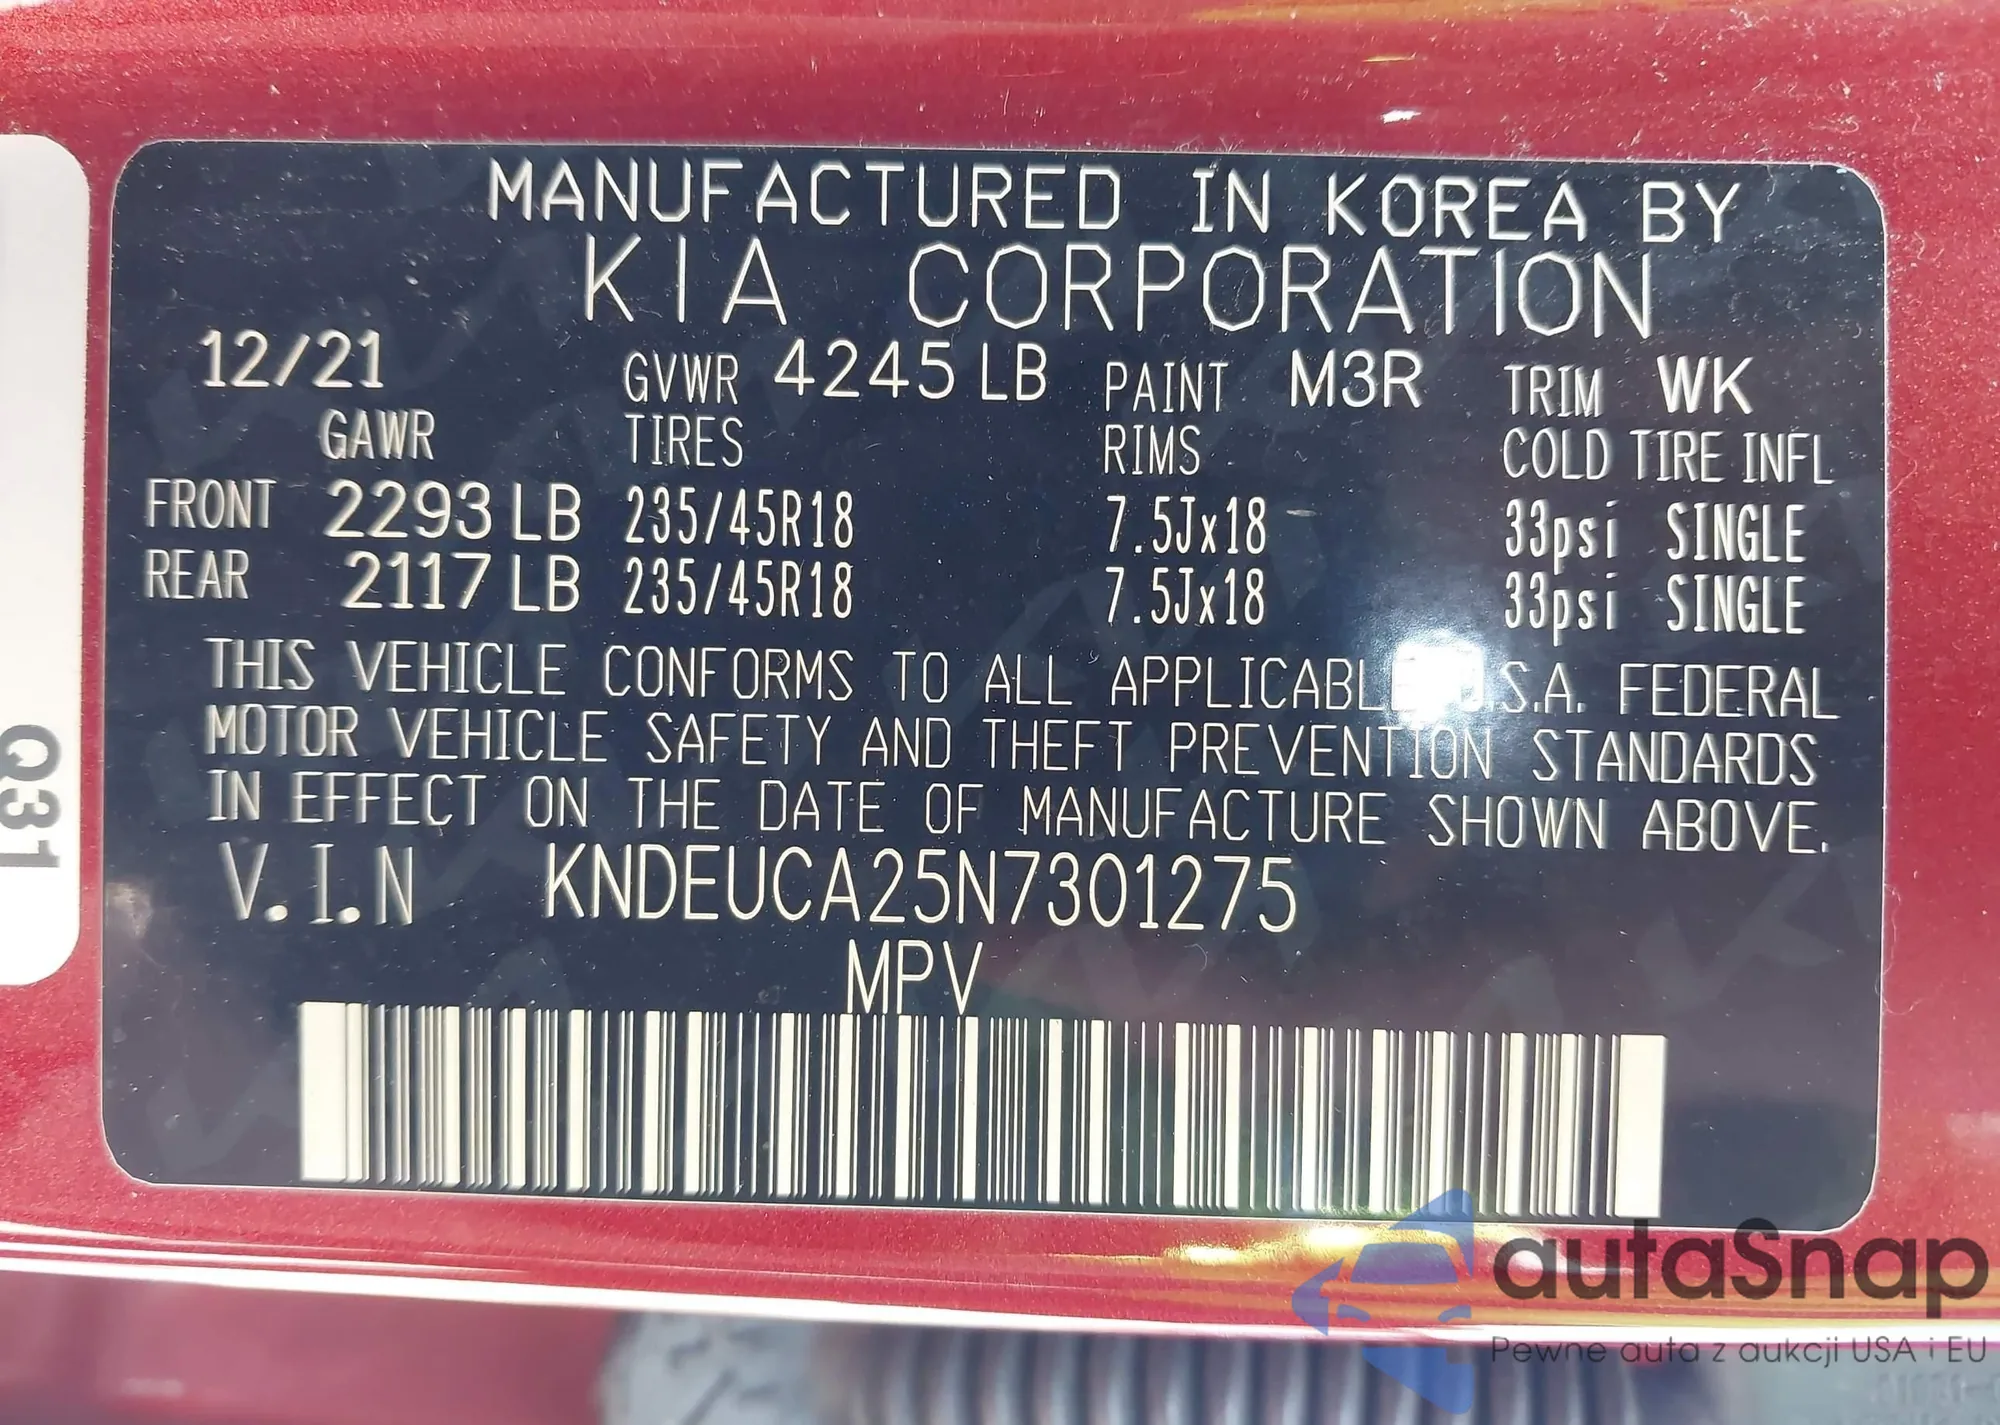 MANUFACTURED IN KOREA BY
KIA CORPORATION
12/21 GVWR 4245 LB PAINT M3R TRIM WK
GAWR TIRES RIMS COLD TIRE INFL
FRONT 2293 LB 235/45R18 7.5Jx18 33psi SINGLE
REAR 2117 LB 235/45R18 7.5Jx18 33psi SINGLE
THIS VEHICLE CONFORMS TO ALL APPLICABLE U.S.A. FEDERAL
MOTOR VEHICLE SAFETY AND THEFT PREVENTION STANDARDS
IN EFFECT ON THE DATE OF MANUFACTURE SHOWN ABOVE.
V.I.N KNDEUCA25N7301275
MPV
Q31
autaSnap
Pewne auta z aukcji USA i EU